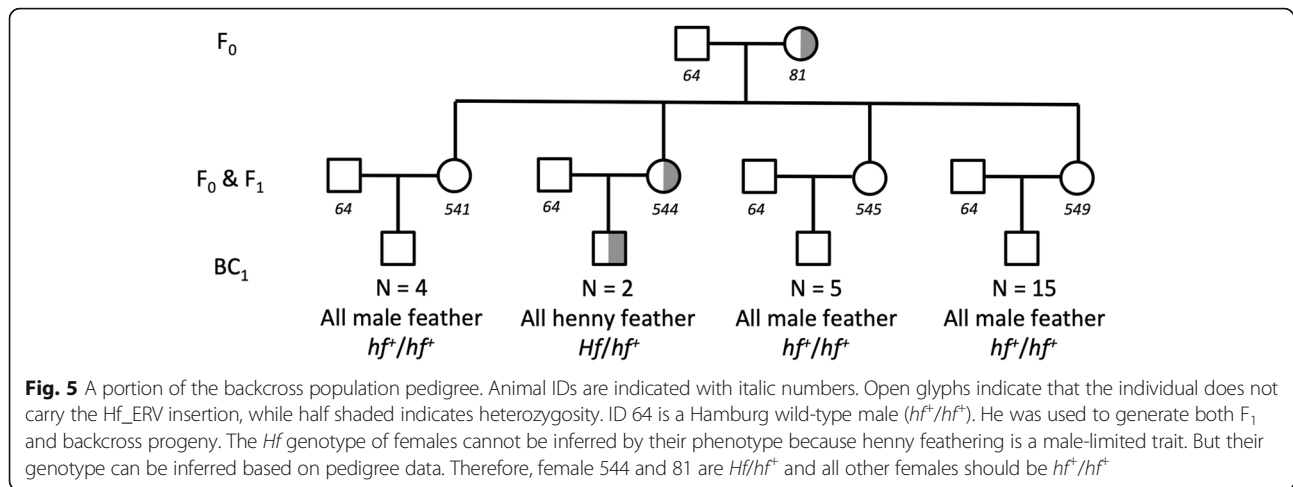 F₀
64 81
F₀ & F₁
64 541 64 544 64 545 64 549
BC₁
N = 4 N = 2 N = 5 N = 15
All male feather All henny feather All male feather All male feather
hf⁺/hf⁺ Hf/hf⁺ hf⁺/hf⁺ hf⁺/hf⁺
Fig. 5 A portion of the backcross population pedigree. Animal IDs are indicated with italic numbers. Open glyphs indicate that the individual does not
carry the Hf_ERV insertion, while half shaded indicates heterozygosity. ID 64 is a Hamburg wild-type male (hf⁺/hf⁺). He was used to generate both F₁
and backcross progeny. The Hf genotype of females cannot be inferred by their phenotype because henny feathering is a male-limited trait. But their
genotype can be inferred based on pedigree data. Therefore, female 544 and 81 are Hf/hf⁺ and all other females should be hf⁺/hf⁺